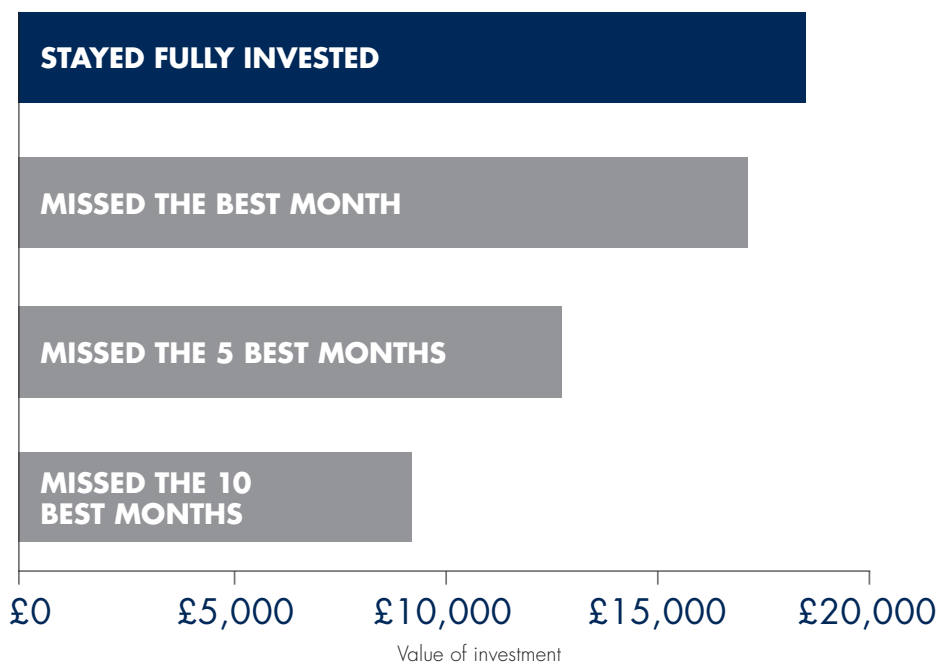 STAYED FULLY INVESTED
MISSED THE BEST MONTH
MISSED THE 5 BEST MONTHS
MISSED THE 10
BEST MONTHS
£0 £5,000 £10,000 £15,000 £20,000
Value of investment